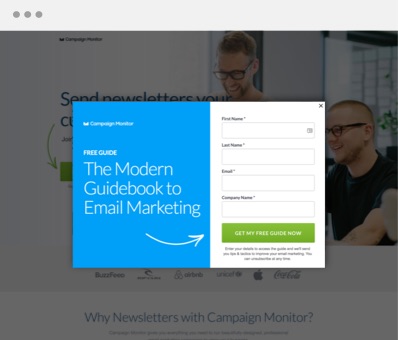 Campaign Monitor
Send newsletters your
Campaign Monitor
FREE GUIDE
The Modern
Guidebook to
Email Marketing
First Name *
Last Name *
Email *
Company Name *
GET MY FREE GUIDE NOW
Enter your details to access the guide and we'll send
you tips & tactics to improve your email marketing. You
can unsubscribe at any time.
BuzzFeed
airbnb
unicef
Coca-Cola
Why Newsletters with Campaign Monitor?